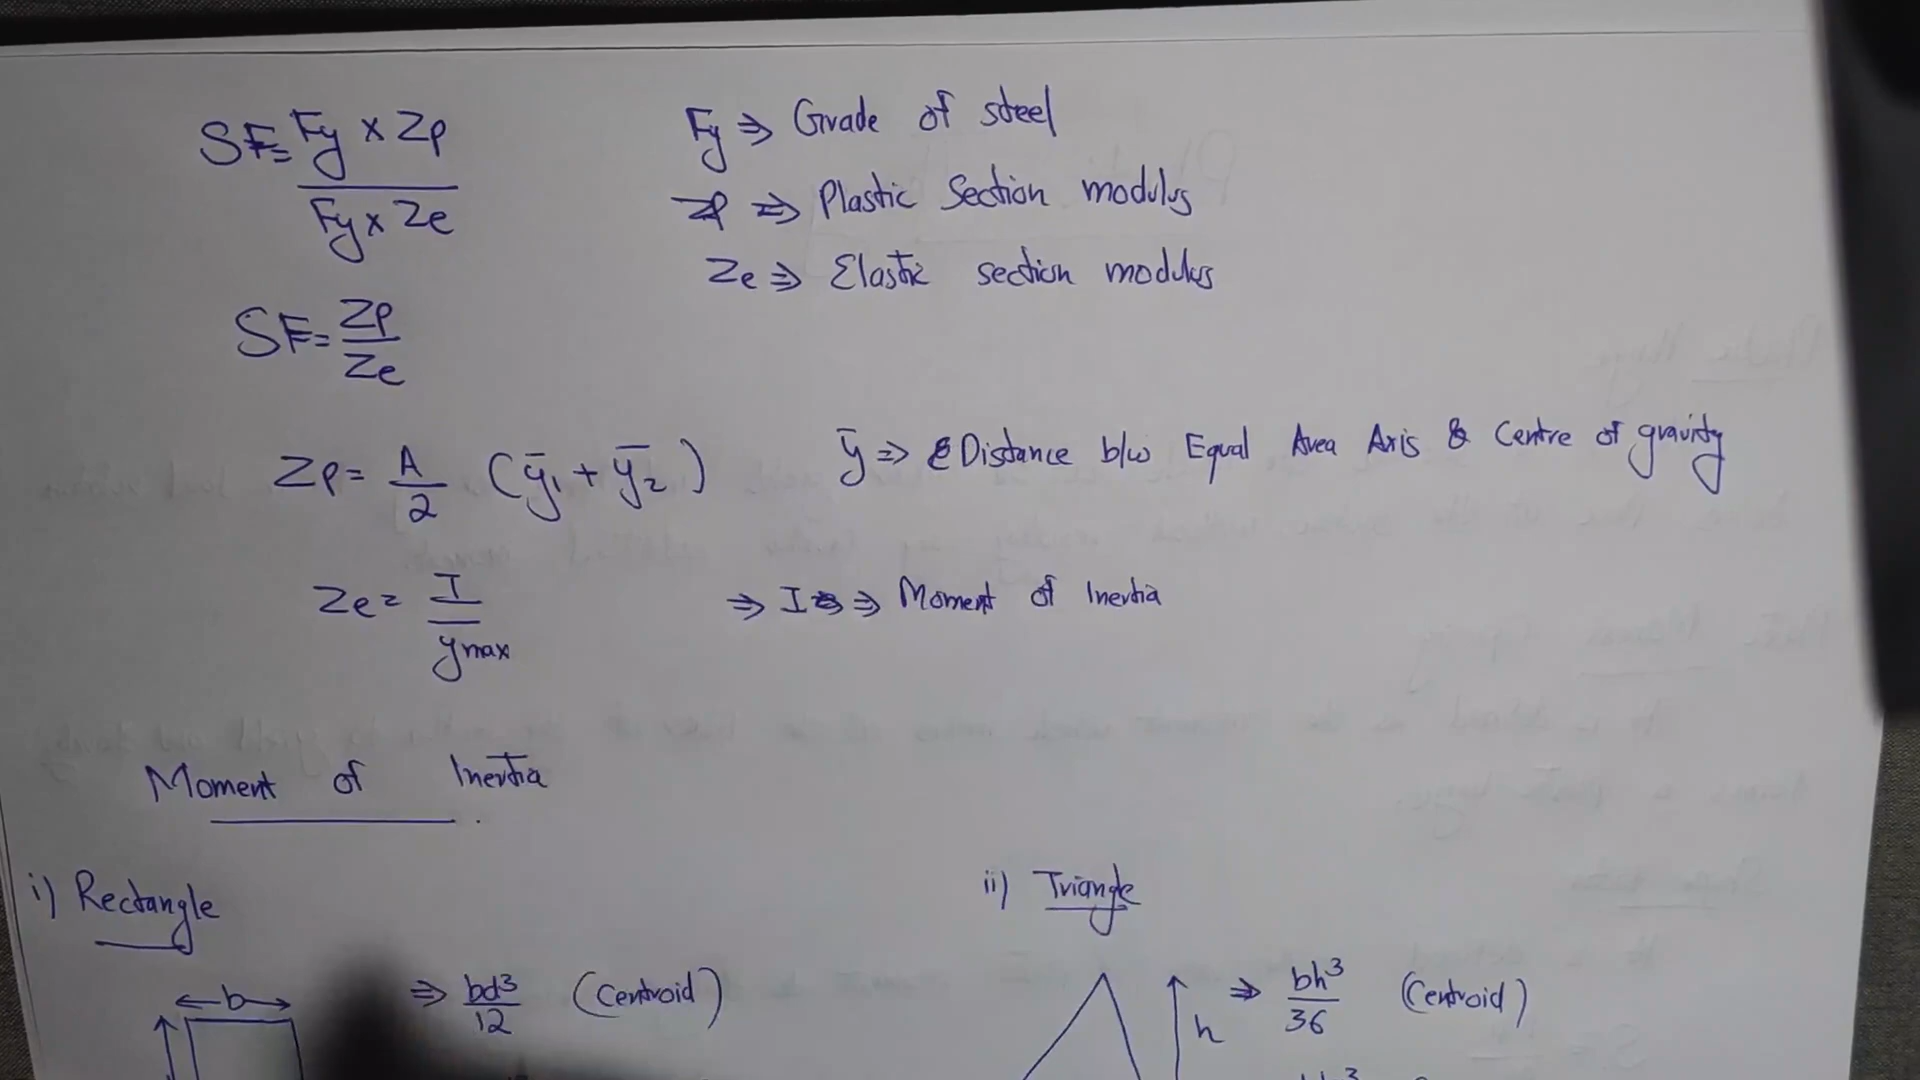 SF = Fy x Zp / Fy x Ze
Fy ⇒ Grade of steel
Zp ⇒ Plastic Section modulus
Ze ⇒ Elastic section modulus
SF = Zp / Ze
Zp = A/2 (ȳ1 + ȳ2)
ȳ ⇒ Distance b/w Equal Area Axis & Centre of gravity
Ze = I / ymax
⇒ I ⇒ Moment of Inertia
Moment of Inertia
i) Rectangle
ii) Triangle
b
⇒ bd³/12 (Centroid)
h
⇒ bh³/36 (Centroid)